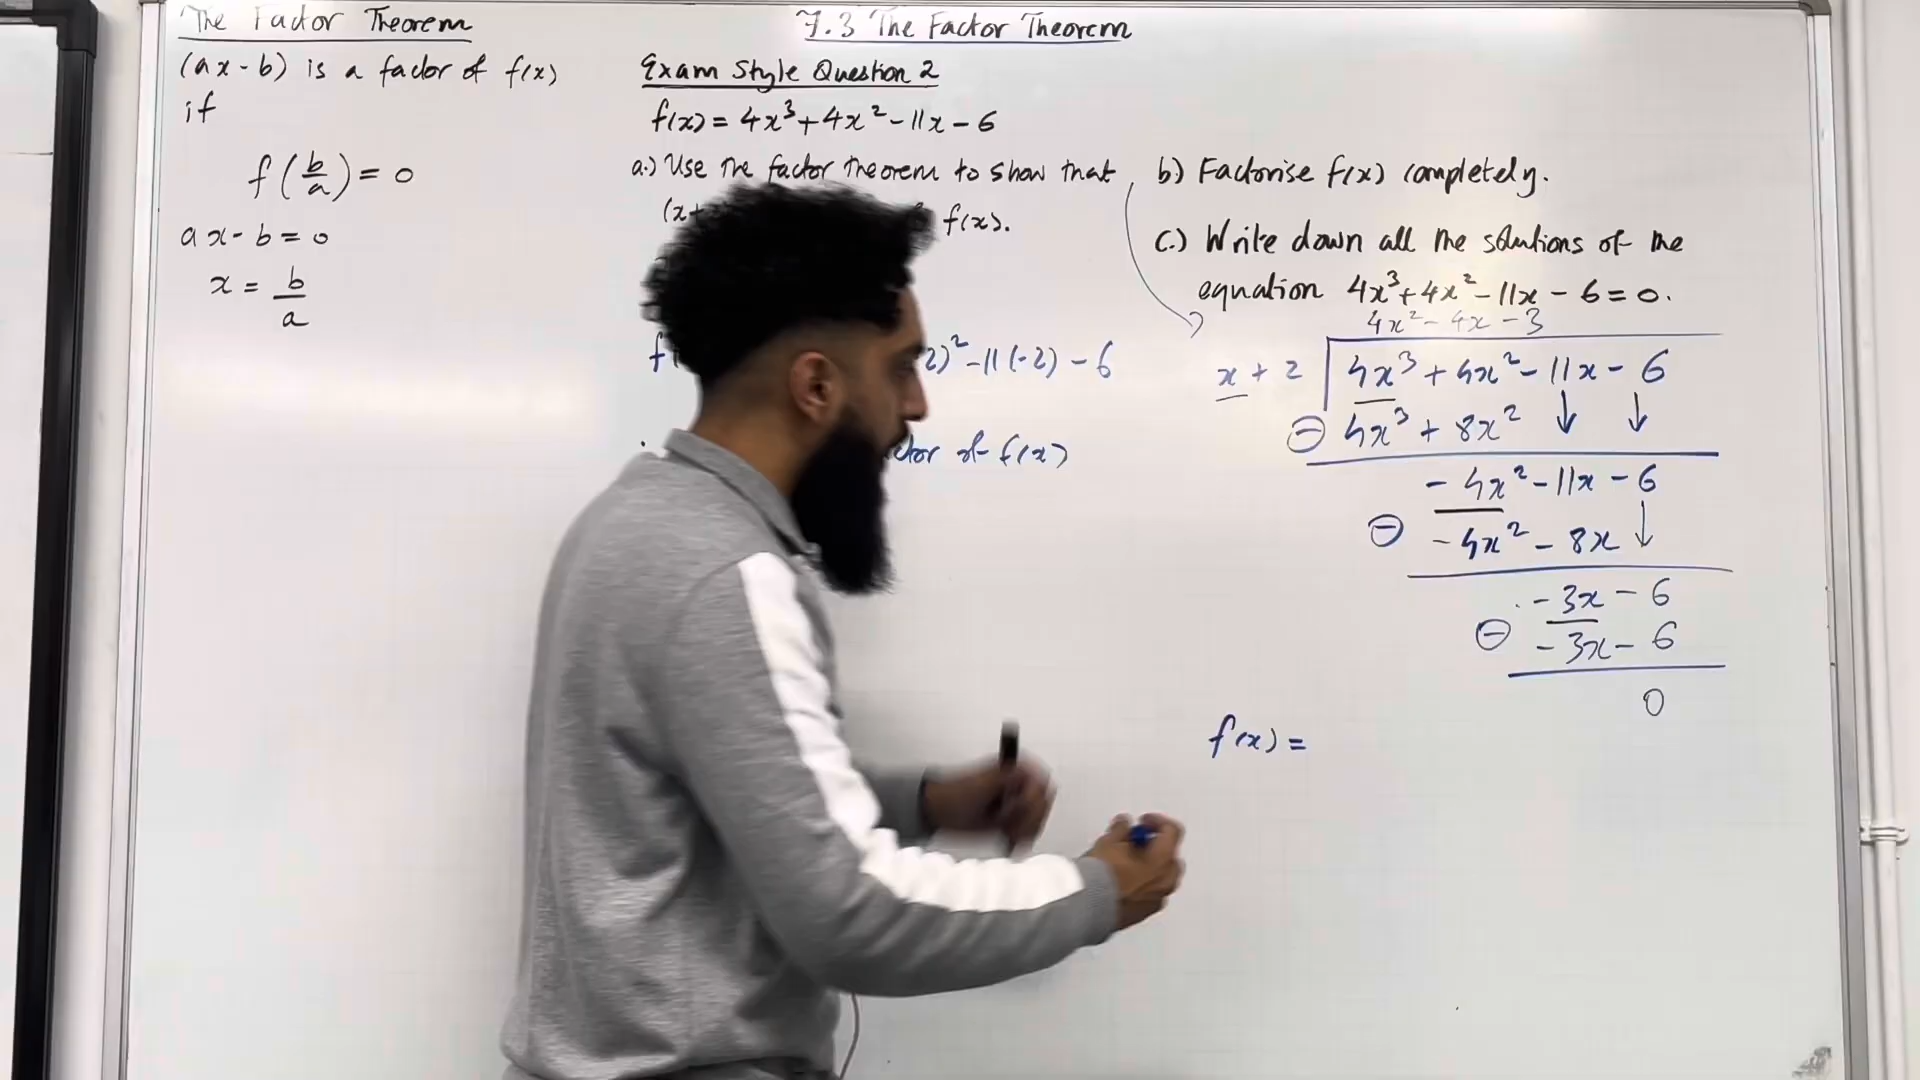 The Factor Theorem
(ax - b) is a factor of f(x)
if
f(b/a) = 0
ax - b = 0
x = b/a
7.3 The Factor Theorem
Exam Style Question 2
f(x) = 4x³ + 4x² - 11x - 6
a.) Use the factor theorem to show that
(x+ f(x).
2)² - 11(-2) - 6
of f(x)
b) Factorise f(x) completely.
c.) Write down all the solutions of the
equation 4x³ + 4x² - 11x - 6 = 0.
4x² - 4x - 3
x + 2 4x³ + 4x² - 11x - 6
⊖ 4x³ + 8x² ↓ ↓
- 4x² - 11x - 6
⊖ - 4x² - 8x ↓
- 3x - 6
⊖ - 3x - 6
0
f(x) =